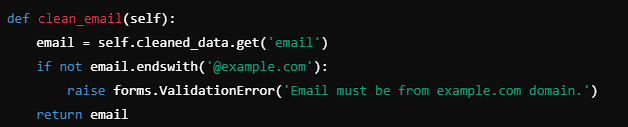 def clean_email(self):
    email = self.cleaned_data.get('email')
    if not email.endswith('@example.com'):
        raise forms.ValidationError('Email must be from example.com domain.')
    return email